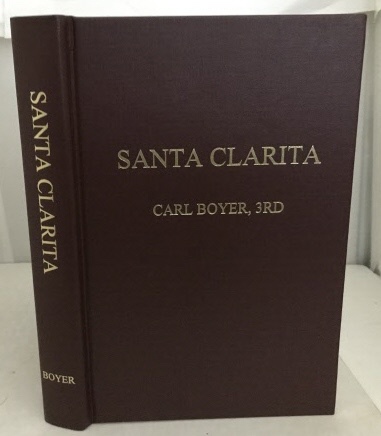 SANTA CLARITA
BOYER
SANTA CLARITA
CARL BOYER, 3RD